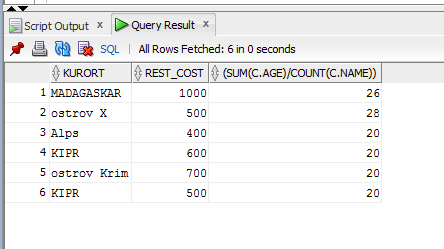 Script Output × Query Result ×
SQL | All Rows Fetched: 6 in 0 seconds
KURORT REST_COST (SUM(C.AGE)/COUNT(C.NAME))
1 MADAGASKAR 1000 26
2 ostrov X 500 28
3 Alps 400 20
4 KIPR 600 20
5 ostrov Krim 700 20
6 KIPR 500 20